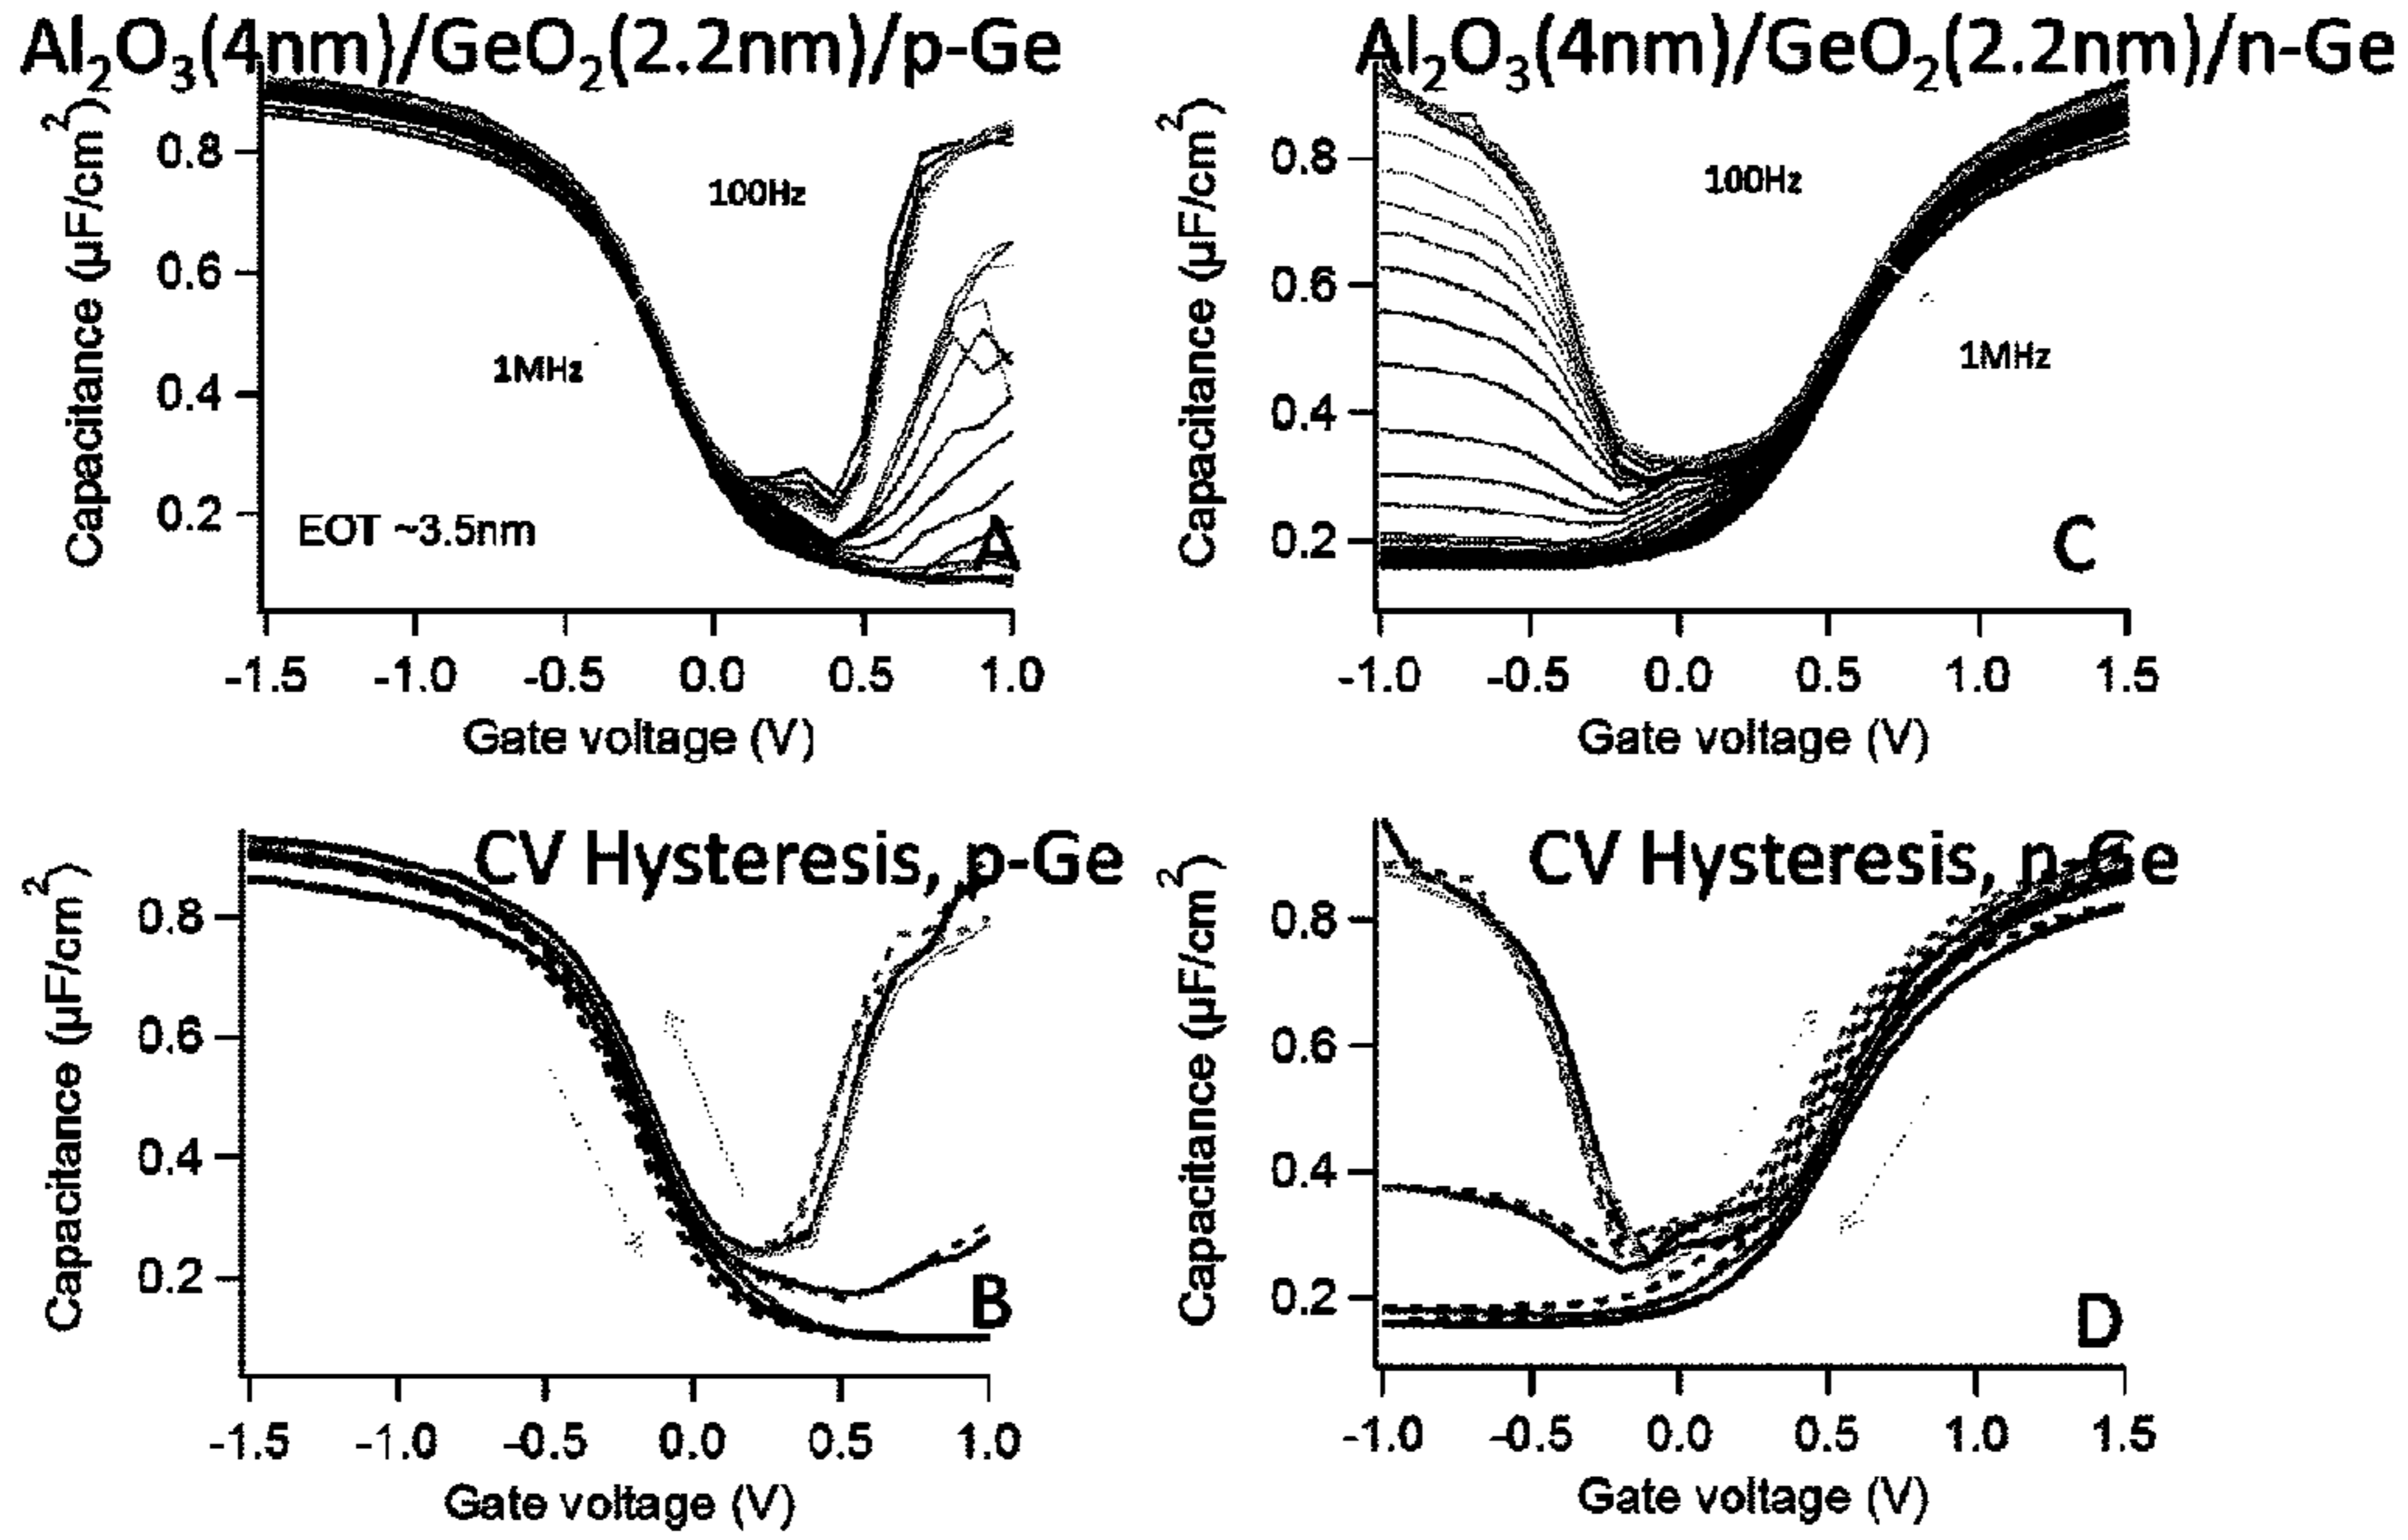 Al₂O₃(4nm)/GeO₂(2.2nm)/p-Ge
Capacitance (µF/cm²)
0.8
0.6
0.4
0.2
100Hz
1MHz
EOT ~3.5nm
A
-1.5 -1.0 -0.5 0.0 0.5 1.0
Gate voltage (V)
Al₂O₃(4nm)/GeO₂(2.2nm)/n-Ge
Capacitance (µF/cm²)
0.8
0.6
0.4
0.2
100Hz
1MHz
C
-1.0 -0.5 0.0 0.5 1.0 1.5
Gate voltage (V)
CV Hysteresis, p-Ge
Capacitance (µF/cm²)
0.8
0.6
0.4
0.2
B
-1.5 -1.0 -0.5 0.0 0.5 1.0
Gate voltage (V)
CV Hysteresis, n-Ge
Capacitance (µF/cm²)
0.8
0.6
0.4
0.2
D
-1.0 -0.5 0.0 0.5 1.0 1.5
Gate voltage (V)